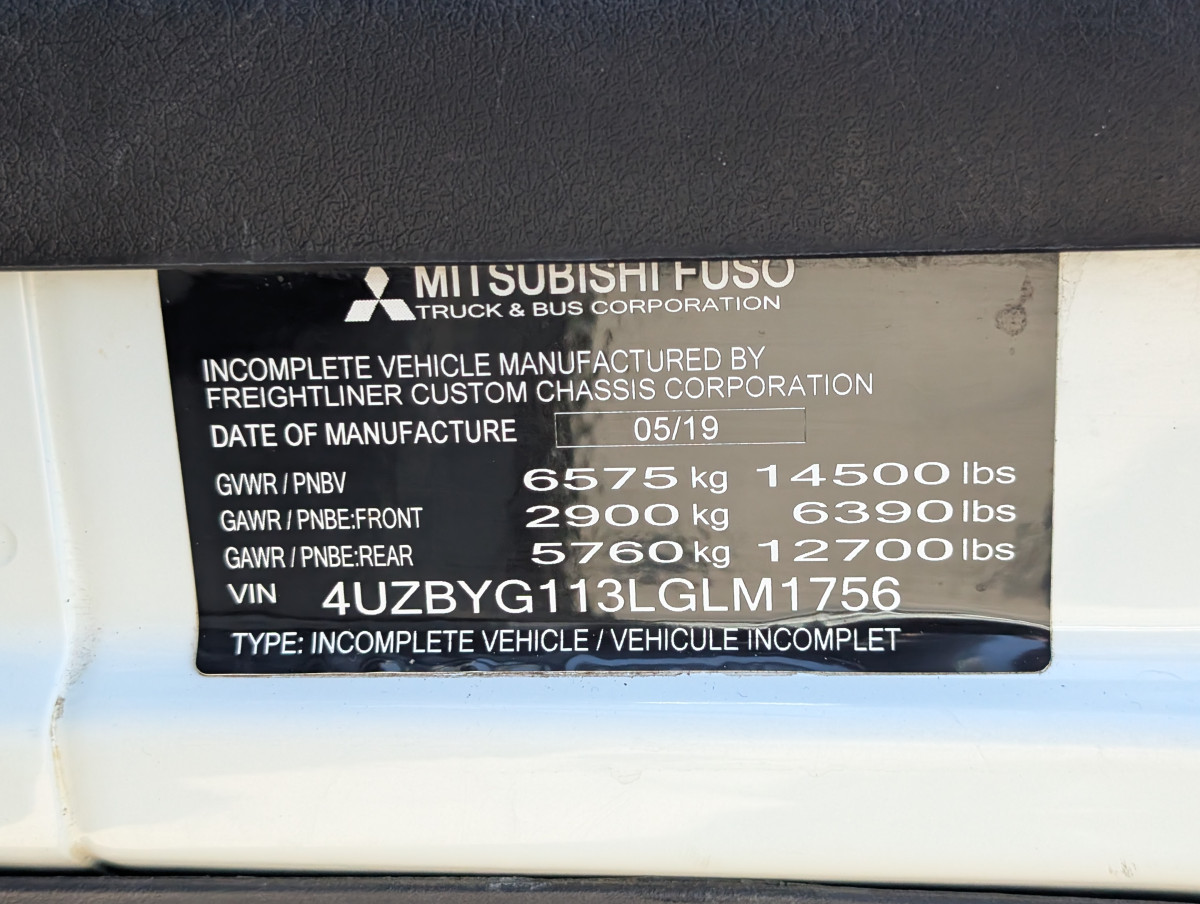 MITSUBISHI FUSO
TRUCK & BUS CORPORATION
INCOMPLETE VEHICLE MANUFACTURED BY
FREIGHTLINER CUSTOM CHASSIS CORPORATION
DATE OF MANUFACTURE 05/19
GVWR / PNBV 6575 kg 14500 lbs
GAWR / PNBE:FRONT 2900 kg 6390 lbs
GAWR / PNBE:REAR 5760 kg 12700 lbs
VIN 4UZBYG113LGLM1756
TYPE: INCOMPLETE VEHICLE / VEHICULE INCOMPLET